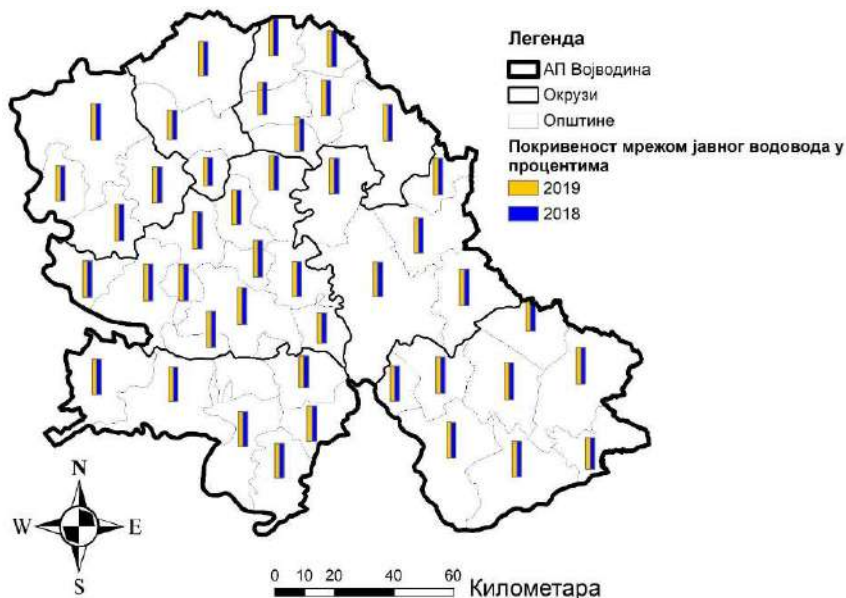 Легенда
АП Војводина
Окрузи
Општине
Покривеност мрежом јавног водовода у
процентима
2019
2018
N
W E
S
0 10 20 40 60
Километара